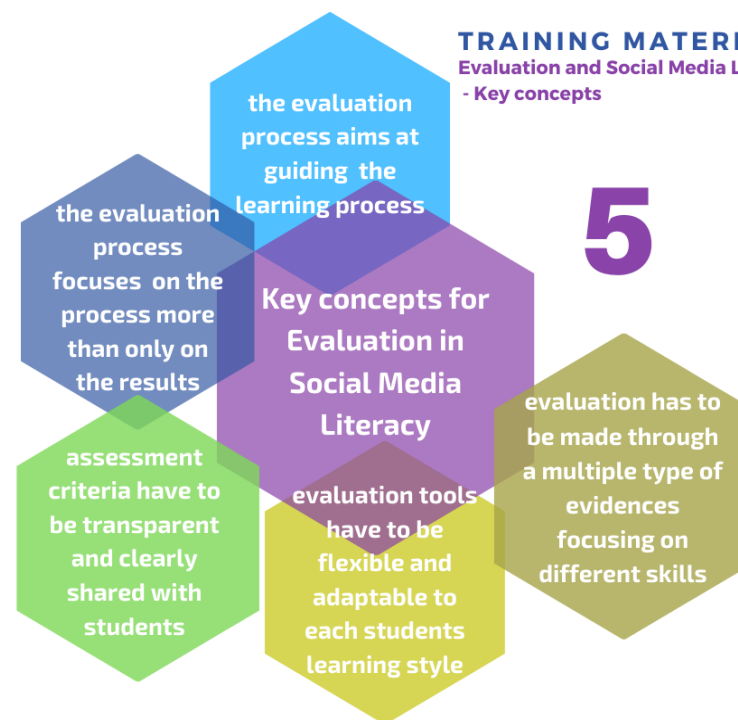 TRAINING MATERI
Evaluation and Social Media L
- Key concepts
5
the evaluation
process aims at
guiding the
learning process
the evaluation
process
focuses on the
process more
than only on
the results
Key concepts for
Evaluation in
Social Media
Literacy
evaluation has to
be made through
a multiple type of
evidences
focusing on
different skills
assessment
criteria have to
be transparent
and clearly
shared with
students
evaluation tools
have to be
flexible and
adaptable to
each students
learning style